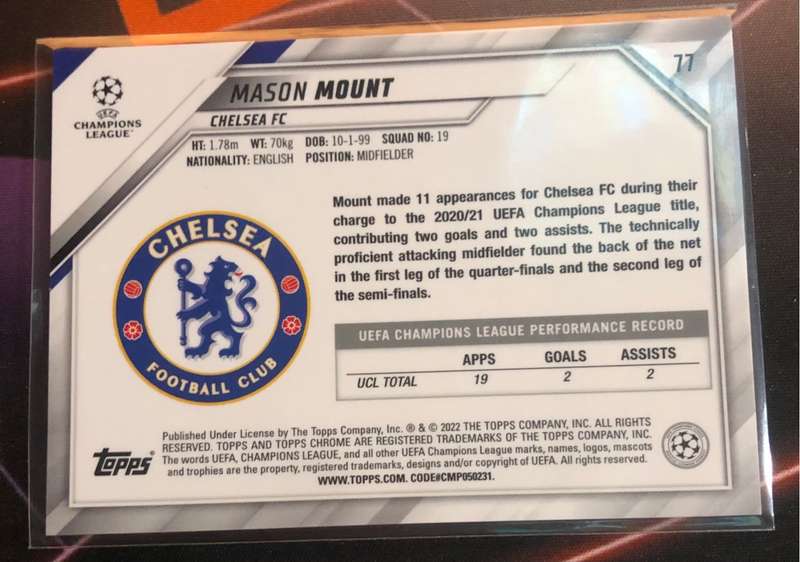 77
UEFA
CHAMPIONS
LEAGUE®
MASON MOUNT
CHELSEA FC
HT: 1.78m WT: 70kg DOB: 10-1-99 SQUAD NO: 19
NATIONALITY: ENGLISH POSITION: MIDFIELDER
Mount made 11 appearances for Chelsea FC during their
charge to the 2020/21 UEFA Champions League title,
contributing two goals and two assists. The technically
proficient attacking midfielder found the back of the net
in the first leg of the quarter-finals and the second leg of
the semi-finals.
CHELSEA
FOOTBALL CLUB
UEFA CHAMPIONS LEAGUE PERFORMANCE RECORD
APPS GOALS ASSISTS
UCL TOTAL 19 2 2
Topps®
Published Under License by The Topps Company, Inc. ® & © 2022 THE TOPPS COMPANY, INC. ALL RIGHTS
RESERVED. TOPPS AND TOPPS CHROME ARE REGISTERED TRADEMARKS OF THE TOPPS COMPANY, INC.
The words UEFA, CHAMPIONS LEAGUE, and all other UEFA Champions League marks, names, logos, mascots
and trophies are the property, registered trademarks, designs and/or copyright of UEFA. All rights reserved.
WWW.TOPPS.COM. CODE#CMP050231.